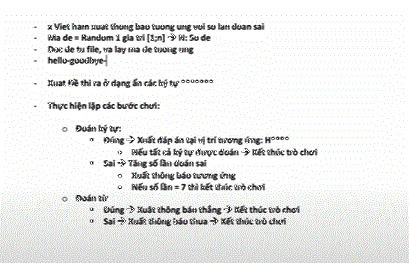 - x Viet ham xuat thong bao tuong ung voi so lan doan sai
- Ma de = Random 1 gia tri [1;n] → N: So de
- Doc de tu file, va lay ma de tuong ung
- hello-goodbye
- Xuat Đề thi ra ở dạng ẩn các ký tự °°°°°°°
- Thực hiện lặp các bước chơi:
o Đoán ký tự:
▪ Đúng → Xuất đáp án tại vị trí tương ứng: H°°°°
o Nếu tất cả ký tự được đoán → Kết thúc trò chơi
▪ Sai → Tăng số lần đoán sai
o Xuất thông báo tương ứng
o Nếu số lần = 7 thì kết thúc trò chơi
o Đoán từ
▪ Đúng → Xuất thông báo thắng → Kết thúc trò chơi
▪ Sai → Xuất thông báo thua → Kết thúc trò chơi